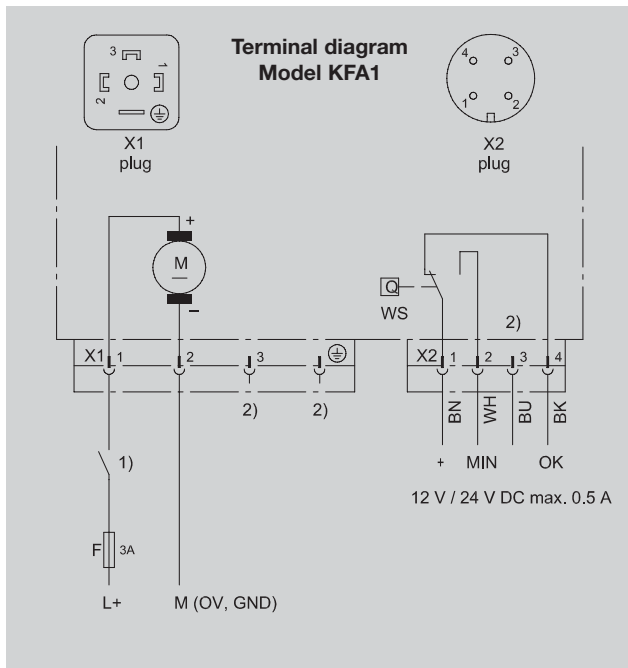 Terminal diagram
Model KFA1
3
1
2
X1
plug
4
3
1
2
X2
plug
+
M
−
Q
WS
2)
X1 1 2 3
X2 1 2 3 4
2) 2)
BN WH BU BK
1)
+ MIN OK
12 V / 24 V DC max. 0.5 A
F 3A
L+ M (OV, GND)